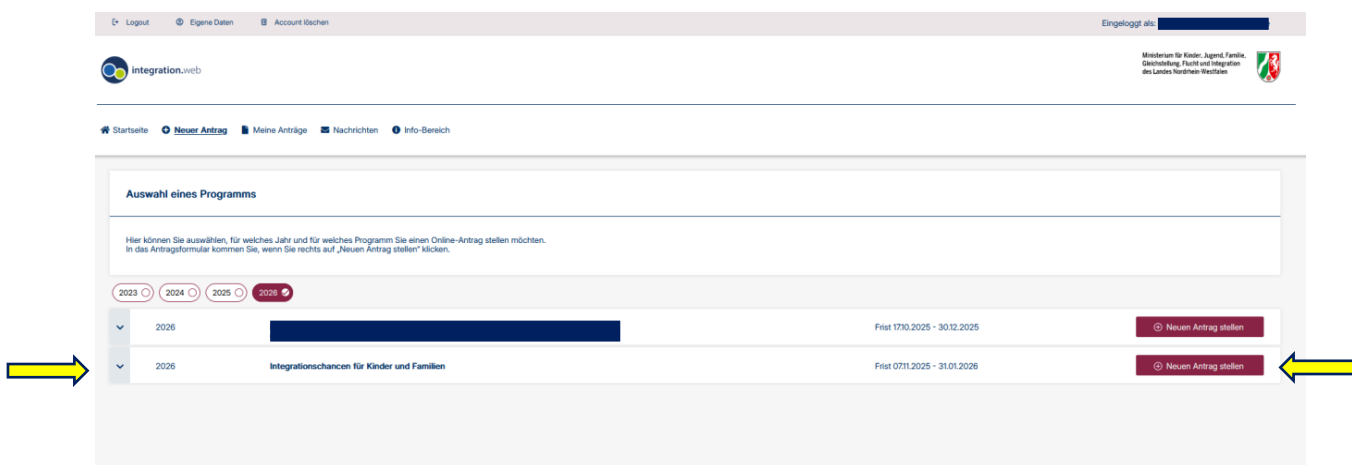 Logout Eigene Daten Account löschen Eingeloggt als:
integration.web
Ministerium für Kinder, Jugend, Familie,
Gleichstellung, Flucht und Integration
des Landes Nordrhein-Westfalen
Startseite Neuer Antrag Meine Anträge Nachrichten Info-Bereich
Auswahl eines Programms
Hier können Sie auswählen, für welches Jahr und für welches Programm Sie einen Online-Antrag stellen möchten.
In das Antragsformular kommen Sie, wenn Sie rechts auf „Neuen Antrag stellen" klicken.
2023 2024 2025 2026
2026 Frist 17.10.2025 - 30.12.2025 Neuen Antrag stellen
2026 Integrationschancen für Kinder und Familien Frist 07.11.2025 - 31.01.2026 Neuen Antrag stellen